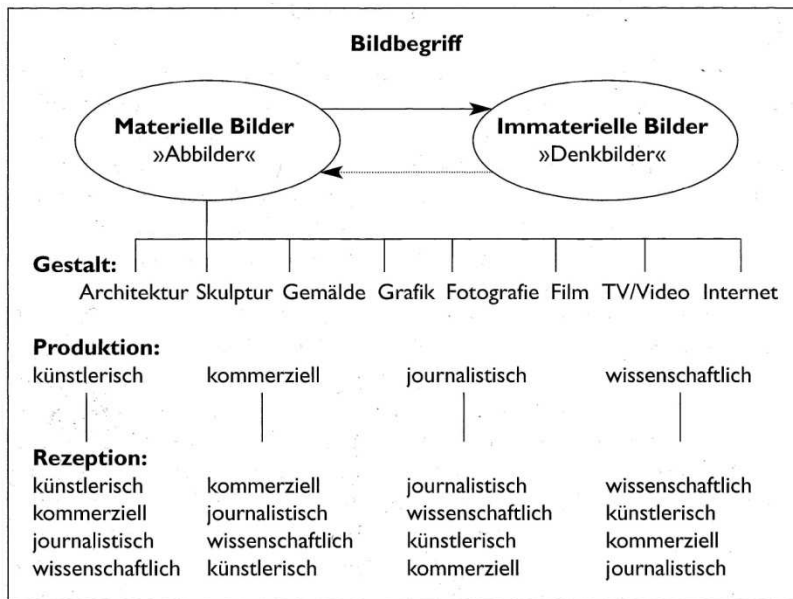 Bildbegriff
Materielle Bilder
»Abbilder«
Immaterielle Bilder
»Denkbilder«
Gestalt:
Architektur Skulptur Gemälde Grafik Fotografie Film TV/Video Internet
Produktion:
künstlerisch kommerziell journalistisch wissenschaftlich
Rezeption:
künstlerisch kommerziell journalistisch wissenschaftlich
kommerziell journalistisch wissenschaftlich künstlerisch
journalistisch wissenschaftlich künstlerisch kommerziell
wissenschaftlich künstlerisch kommerziell journalistisch